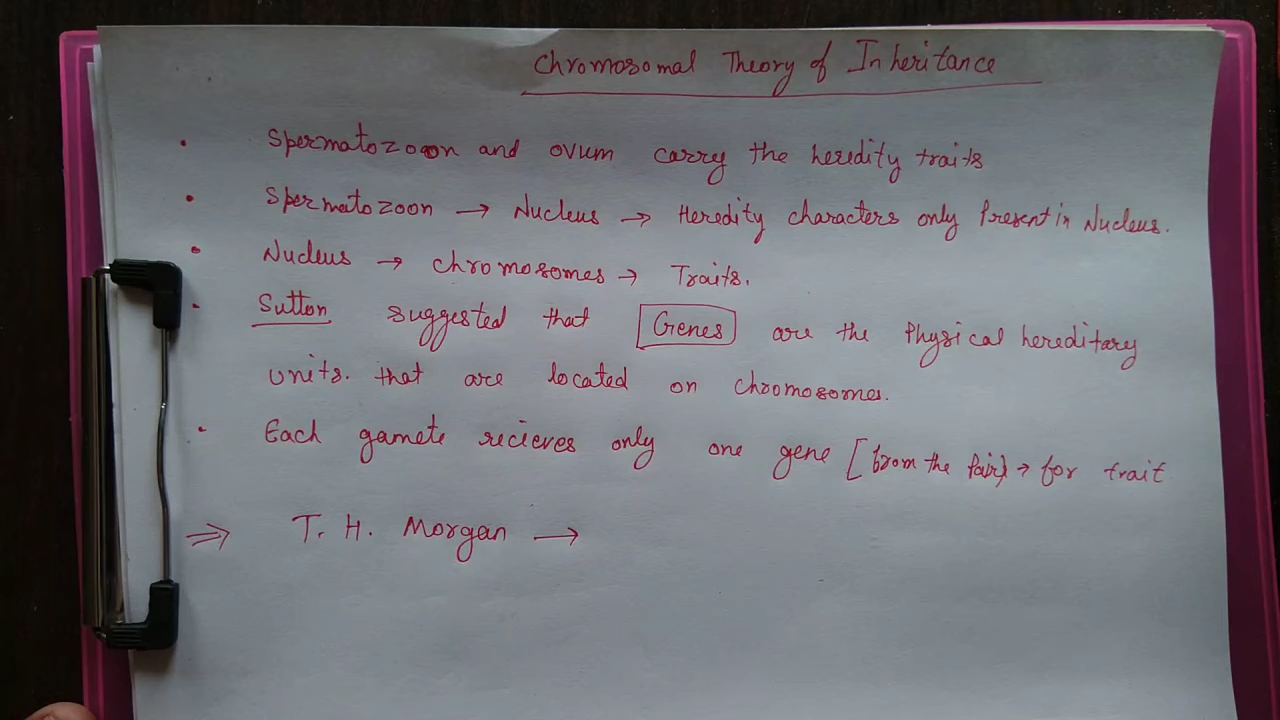 Chromosomal Theory of Inheritance
• Spermatozoon and ovum carry the heredity traits
• Spermatozoon → Nucleus → Heredity characters only Present in Nucleus.
• Nucleus → chromosomes → Traits.
• Sutton suggested that Genes are the Physical hereditary
units. that are located on chromosomes.
• Each gamete recieves only one gene [from the pair) → for trait
⇒ T. H. Morgan →